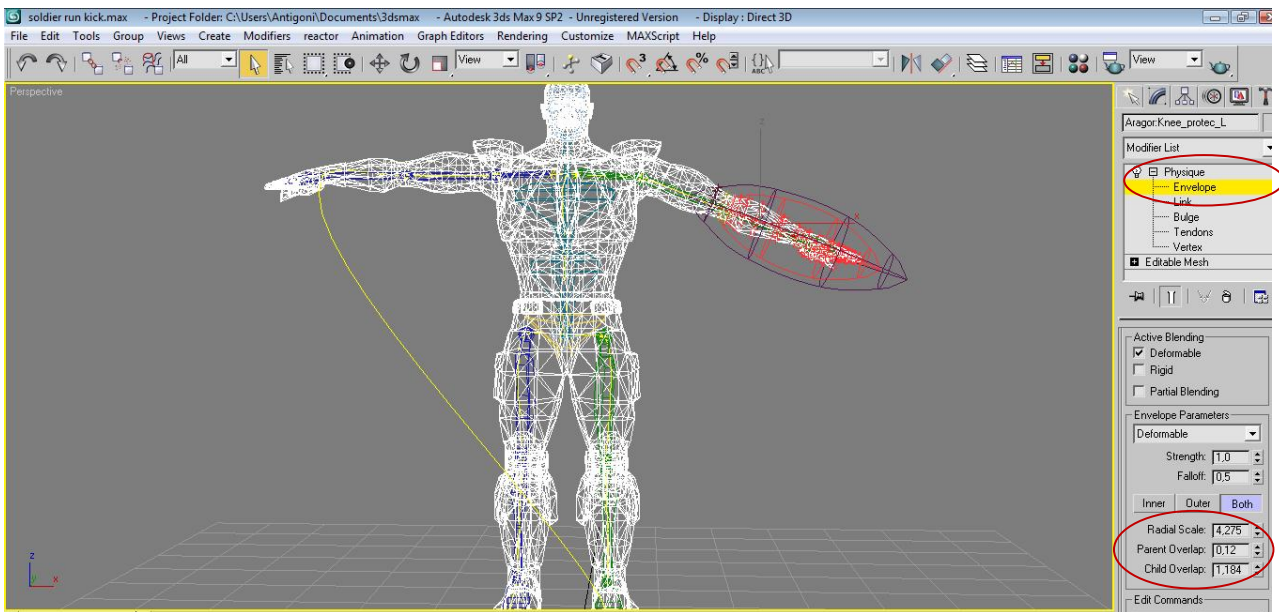 soldier run kick.max - Project Folder: C:\Users\Antigoni\Documents\3dsmax - Autodesk 3ds Max 9 SP2 - Unregistered Version - Display : Direct 3D
File Edit Tools Group Views Create Modifiers reactor Animation Graph Editors Rendering Customize MAXScript Help
All View 3 % ABC View
Perspective
Aragor:Knee_protec_L
Modifier List
Physique
Envelope
Link
Bulge
Tendons
Vertex
Editable Mesh
Active Blending
Deformable
Rigid
Partial Blending
Envelope Parameters
Deformable
Strength: 1,0
Falloff: 0,5
Inner Outer Both
Radial Scale: 4,275
Parent Overlap: 0,12
Child Overlap: 1,184
Edit Commands
z
x
z
y x